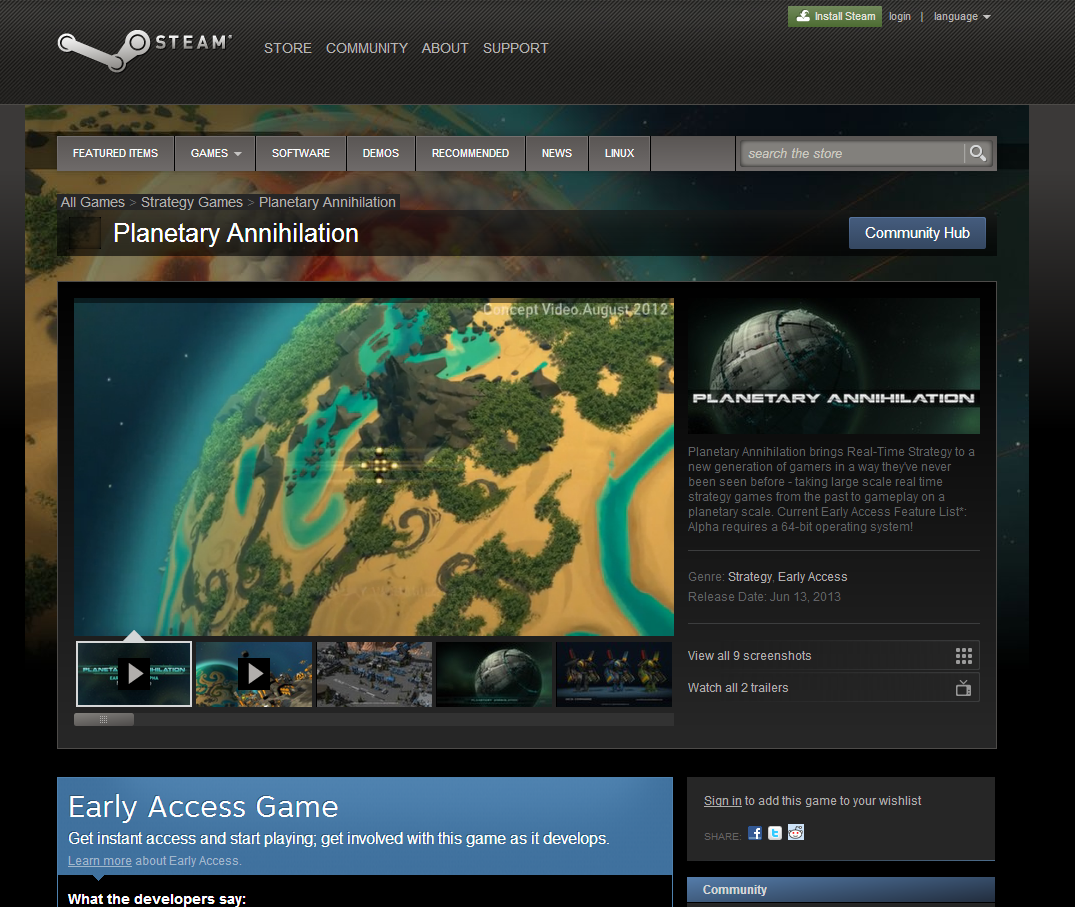 Install Steam login | language
STEAM
STORE COMMUNITY ABOUT SUPPORT
FEATURED ITEMS GAMES SOFTWARE DEMOS RECOMMENDED NEWS LINUX search the store
All Games > Strategy Games > Planetary Annihilation
Planetary Annihilation
Community Hub
Concept Video.August 2012
PLANETARY ANNIHILATION
Planetary Annihilation brings Real-Time Strategy to a
new generation of gamers in a way they've never
been seen before - taking large scale real time
strategy games from the past to gameplay on a
planetary scale. Current Early Access Feature List*:
Alpha requires a 64-bit operating system!
Genre: Strategy, Early Access
Release Date: Jun 13, 2013
View all 9 screenshots
Watch all 2 trailers
Early Access Game
Get instant access and start playing; get involved with this game as it develops.
Learn more about Early Access.
What the developers say:
Sign in to add this game to your wishlist
SHARE:
Community